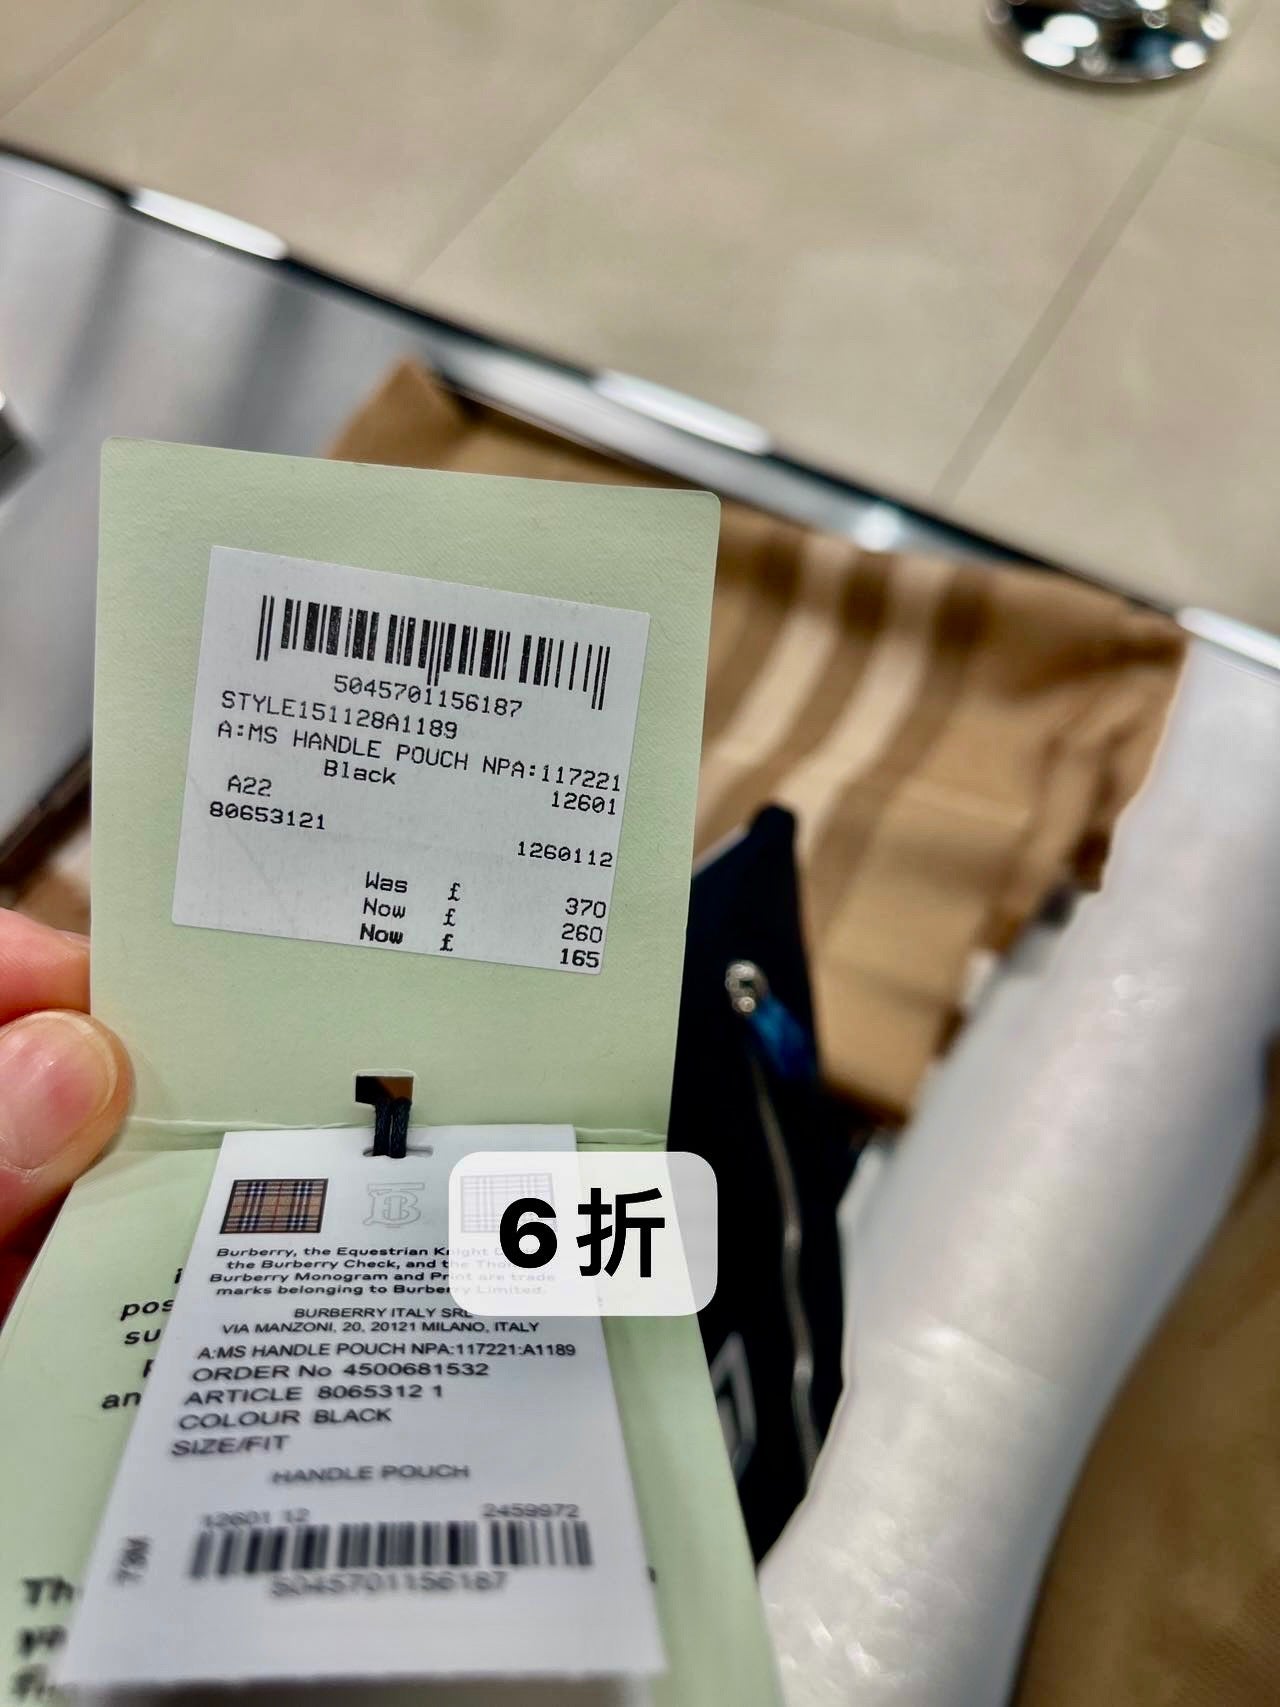 5045701156187
STYLE151128A1189
A:MS HANDLE POUCH NPA:117221
Black 12601
A22
80653121
1260112
Was £ 370
Now £ 260
Now £ 165
6折
Burberry, the Equestrian Knight
the Burberry Check, and the
Burberry Monogram and Print are trade
marks belonging to Burberry Limited.
BURBERRY ITALY SRL
VIA MANZONI, 20, 20121 MILANO, ITALY
A:MS HANDLE POUCH NPA:117221:A1189
ORDER No 4500681532
ARTICLE 8065312 1
COLOUR BLACK
SIZE/FIT
HANDLE POUCH
12601 12 2459972
5045701156187